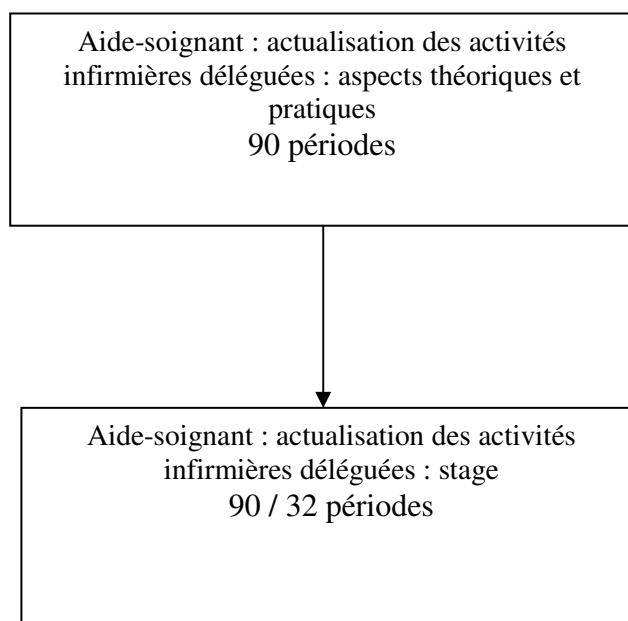 Aide-soignant : actualisation des activités
infirmières déléguées : aspects théoriques et
pratiques
90 périodes
Aide-soignant : actualisation des activités
infirmières déléguées : stage
90 / 32 périodes